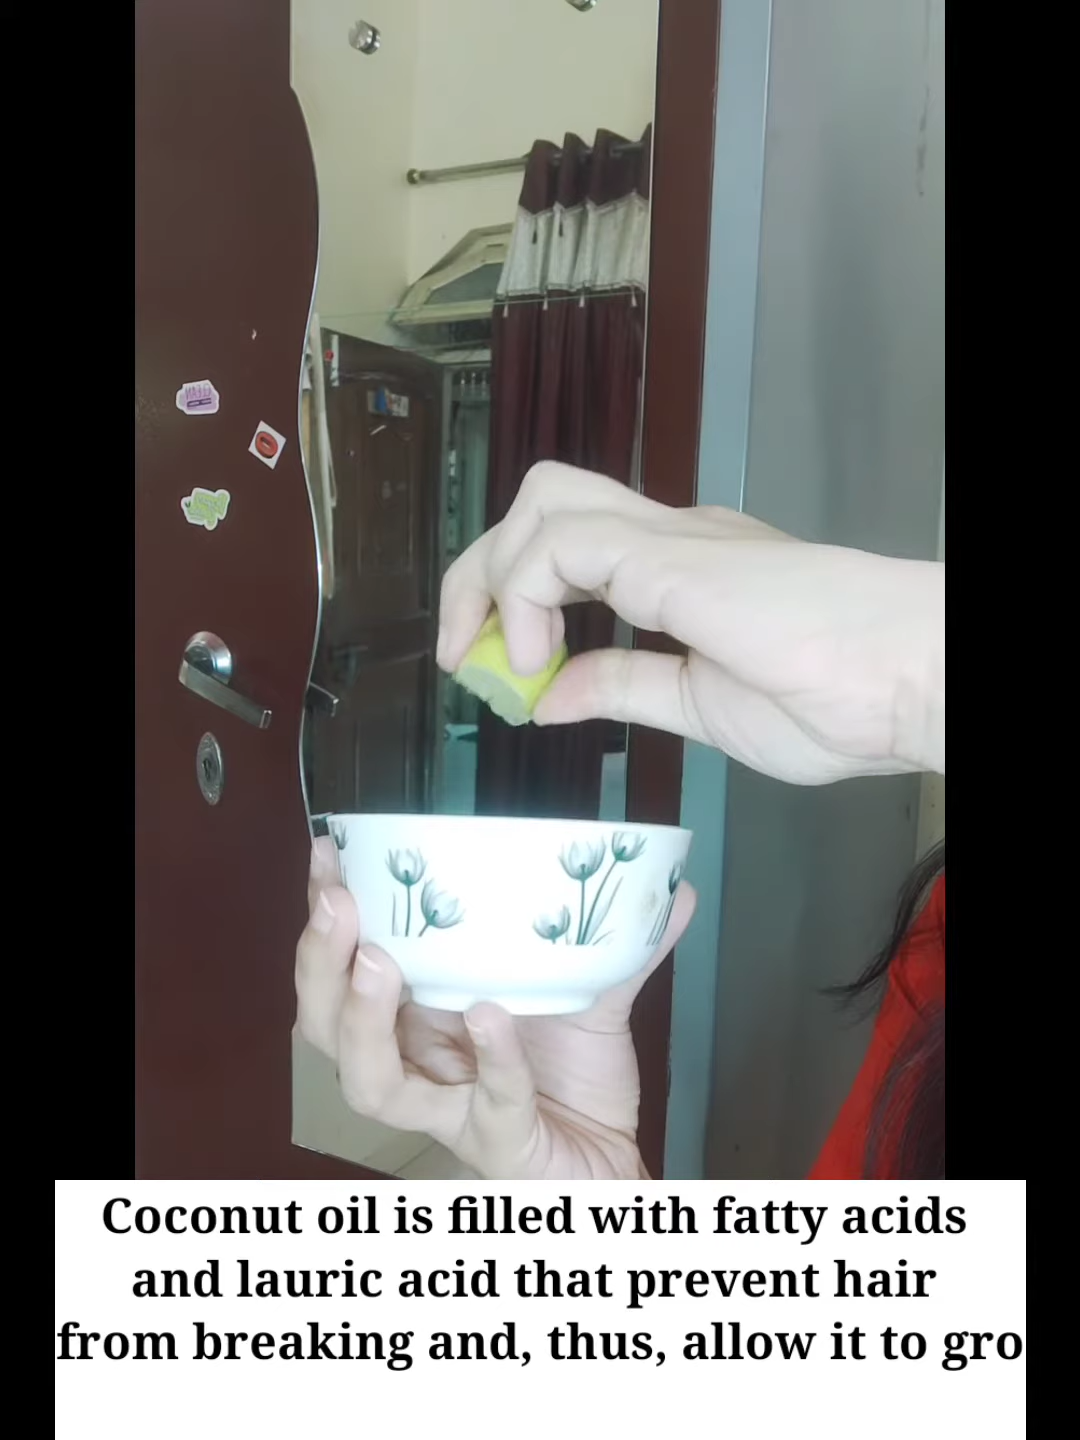 Coconut oil is filled with fatty acids
and lauric acid that prevent hair
from breaking and, thus, allow it to gro